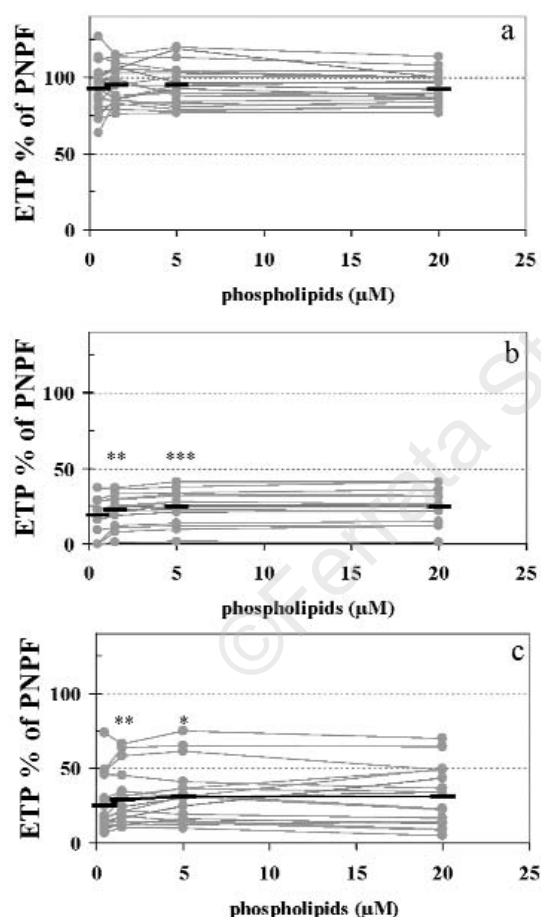 a
ETP % of PNPF
100
50
0
0 5 10 15 20 25
phospholipids (µM)
b
ETP % of PNPF
100
50
0
** ***
0 5 10 15 20 25
phospholipids (µM)
c
ETP % of PNPF
100
50
0
** *
0 5 10 15 20 25
phospholipids (µM)
©Ferrata St